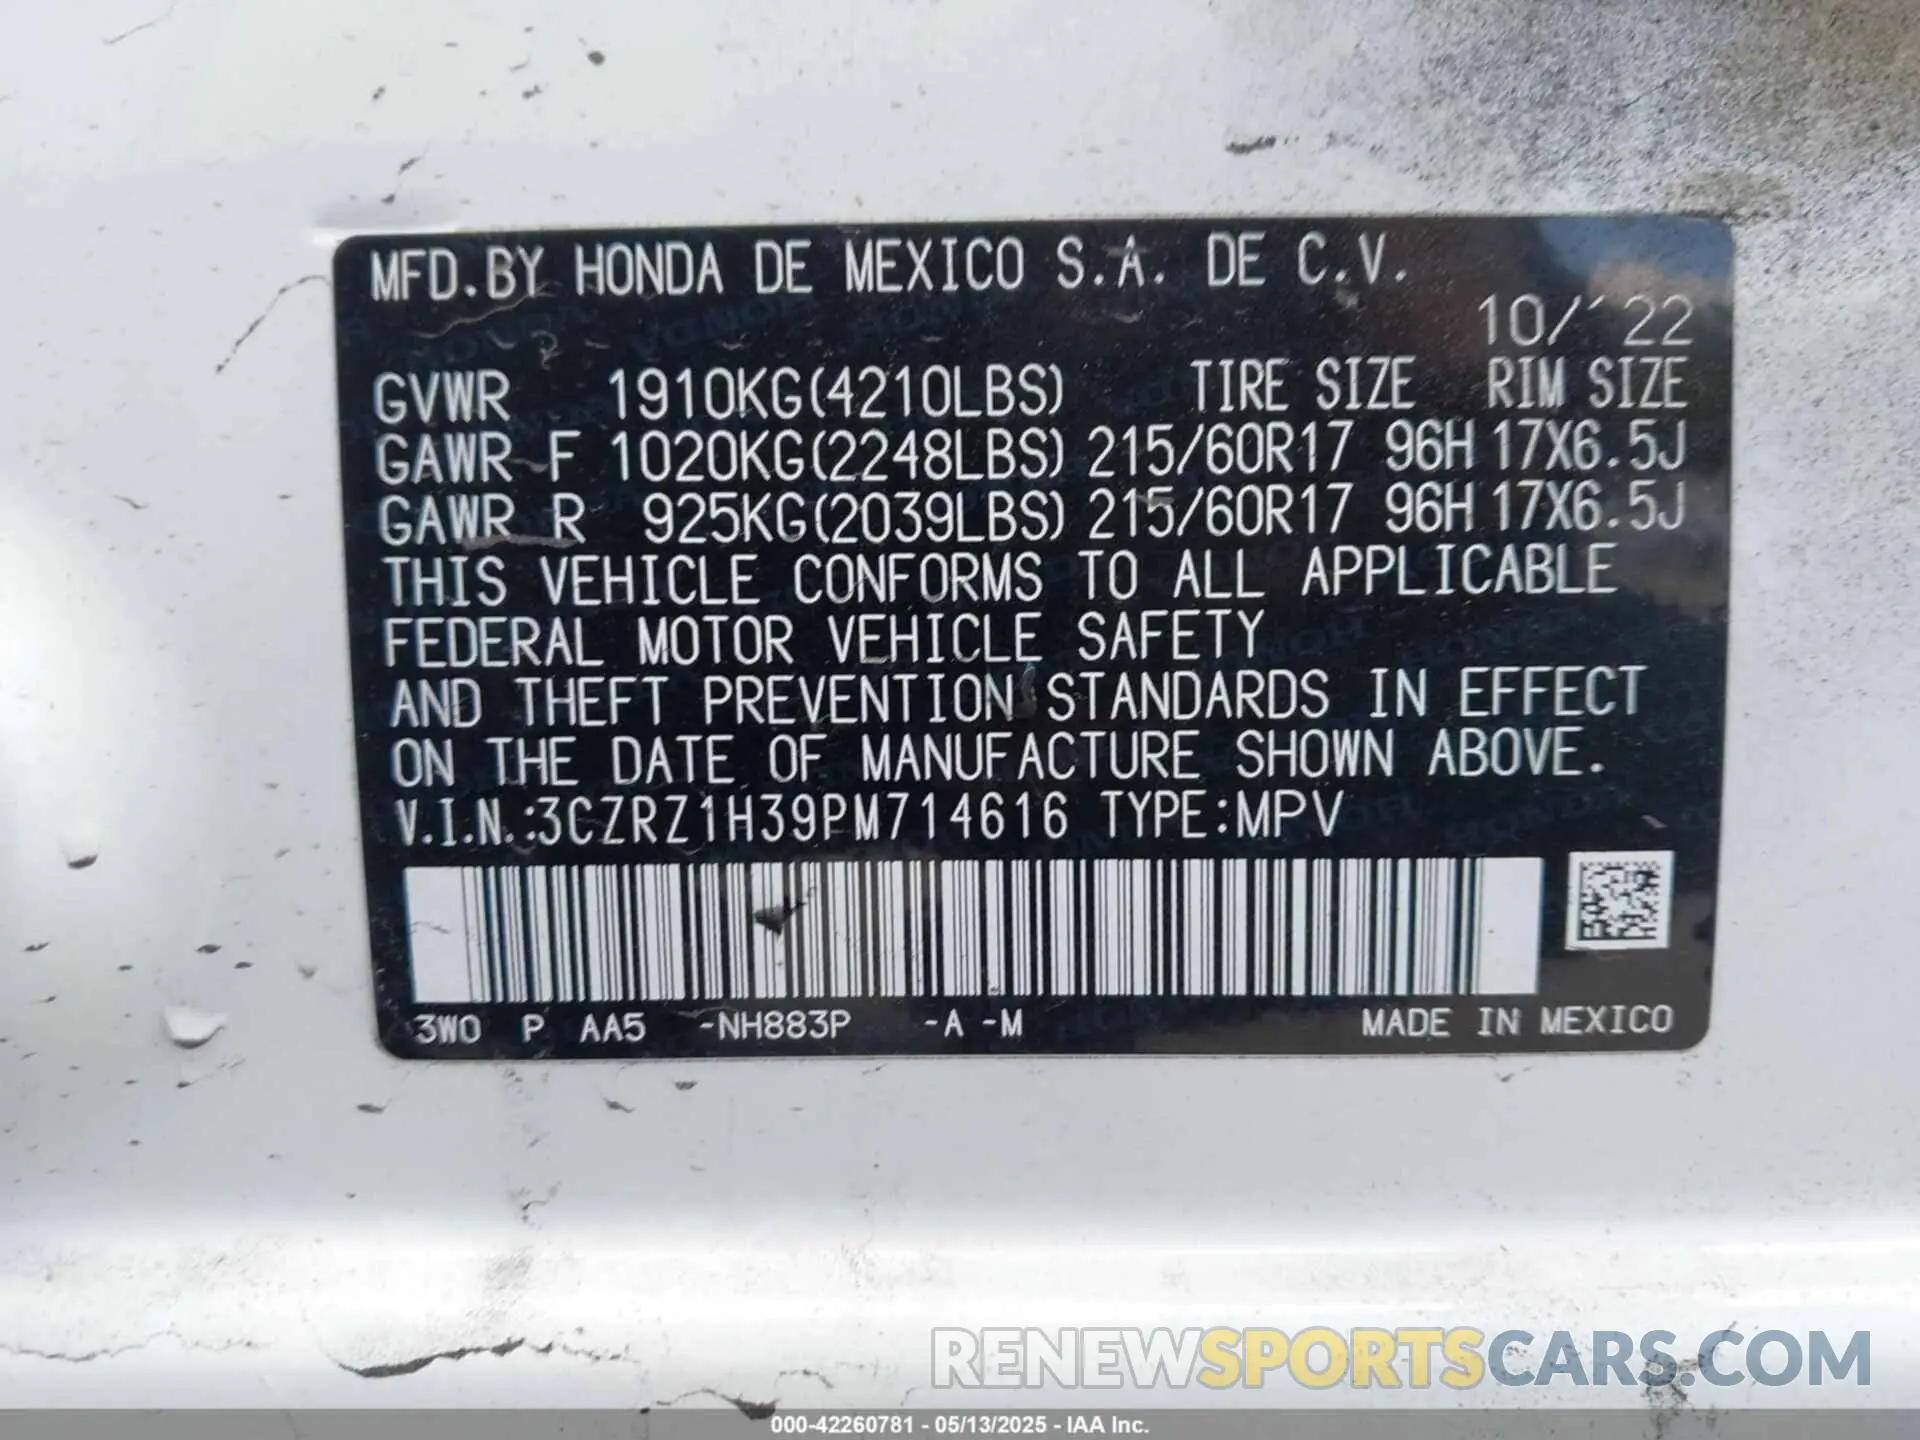 MFD.BY HONDA DE MEXICO S.A. DE C.V.
10/'22
GVWR 1910KG(4210LBS) TIRE SIZE RIM SIZE
GAWR F 1020KG(2248LBS) 215/60R17 96H 17X6.5J
GAWR R 925KG(2039LBS) 215/60R17 96H 17X6.5J
THIS VEHICLE CONFORMS TO ALL APPLICABLE
FEDERAL MOTOR VEHICLE SAFETY
AND THEFT PREVENTION STANDARDS IN EFFECT
ON THE DATE OF MANUFACTURE SHOWN ABOVE.
V.I.N.:3CZRZ1H39PM714616 TYPE:MPV
3W0 P AA5 -NH883P -A -M MADE IN MEXICO
RENEWSPORTSCARS.COM
000-42260781 - 05/13/2025 - IAA Inc.